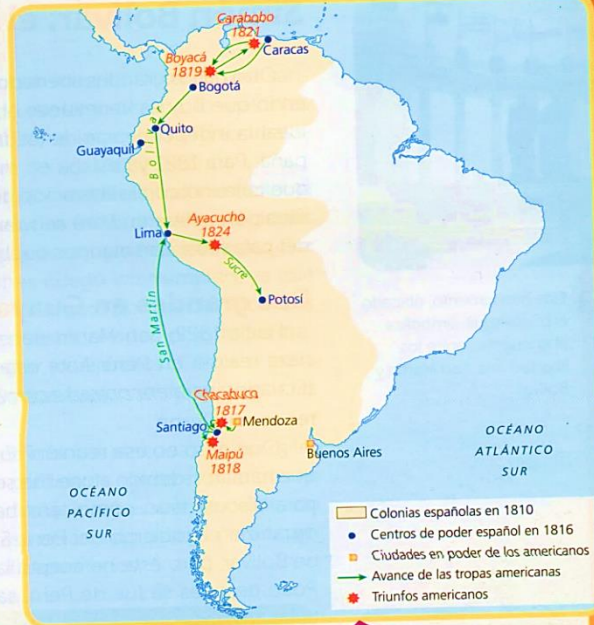 Carabobo
1821
Caracas
Boyacá
1819
Bogotá
Quito
Guayaquil
Bolívar
Lima
Ayacucho
1824
Sucre
Potosí
San Martín
Chacabuco
1817
Mendoza
Santiago
Maipú
1818
Buenos Aires
OCÉANO
PACÍFICO
SUR
OCÉANO
ATLÁNTICO
SUR
Colonias españolas en 1810
Centros de poder español en 1816
Ciudades en poder de los americanos
Avance de las tropas americanas
Triunfos americanos